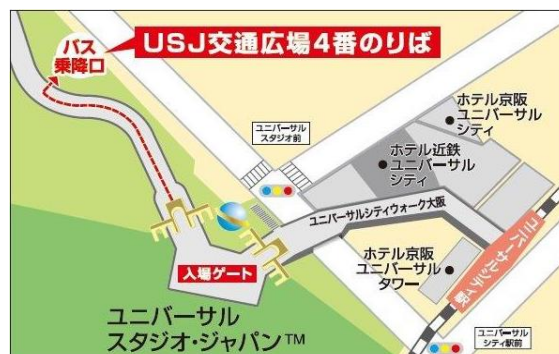 USJ交通広場4番のりば
バス
乗降口
ホテル京阪
ユニバーサル
シティ
ユニバーサル
スタジオ前
ホテル近鉄
ユニバーサル
シティ
ユニバーサルシティウォーク大阪
ユニバーサルシティ駅
ホテル京阪
ユニバーサル
タワー
入場ゲート
ユニバーサル
スタジオ・ジャパン™
ユニバーサル
シティ駅前